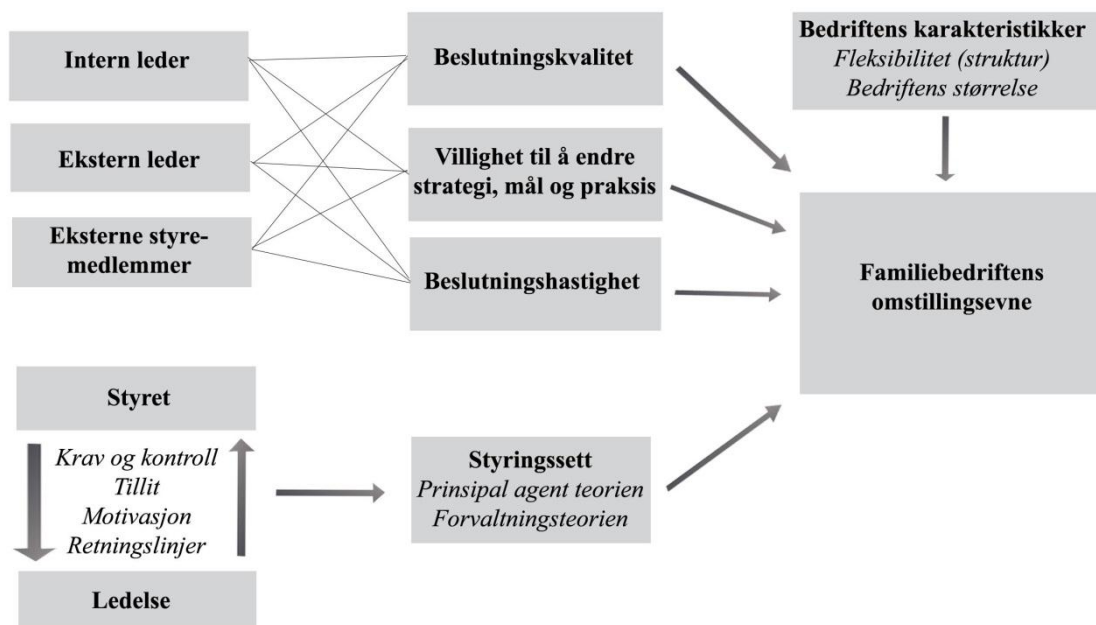 Intern leder
Ekstern leder
Eksterne styre-
medlemmer
Beslutningskvalitet
Villighet til å endre
strategi, mål og praksis
Beslutningshastighet
Bedriftens karakteristikker
Fleksibilitet (struktur)
Bedriftens størrelse
Familiebedriftens
omstillingsevne
Styret
Krav og kontroll
Tillit
Motivasjon
Retningslinjer
Ledelse
Styringssett
Prinsipal agent teorien
Forvaltningsteorien